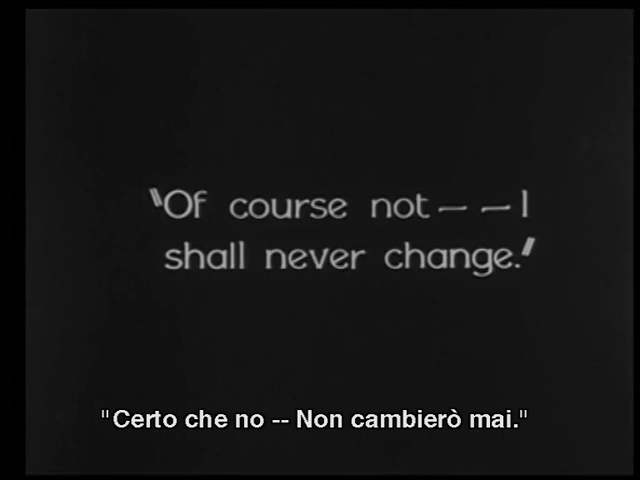 "Of course not — — I
shall never change."
"Certo che no -- Non cambierò mai."